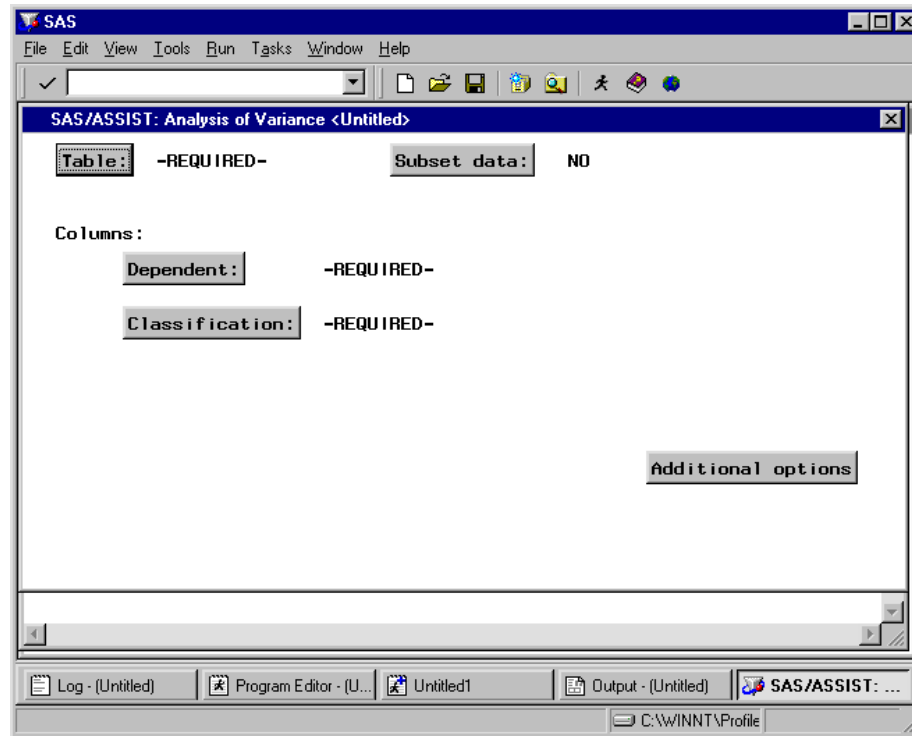 SAS
File Edit View Tools Run Tasks Window Help
SAS/ASSIST: Analysis of Variance <Untitled>
Table: -REQUIRED- Subset data: NO
Columns:
Dependent: -REQUIRED-
Classification: -REQUIRED-
Additional options
Log - (Untitled) Program Editor - (U... Untitled1 Output - (Untitled) SAS/ASSIST: ...
C:\WINNT\Profile